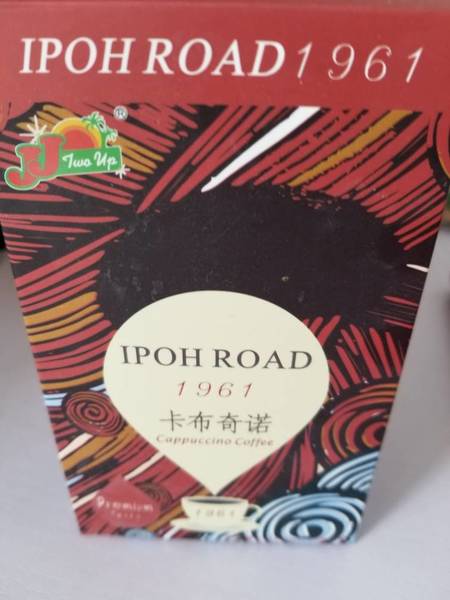 IPOH ROAD 1961
®
JJ Two Up
IPOH ROAD
1961
卡布奇诺
Cappuccino Coffee
Premium
1961